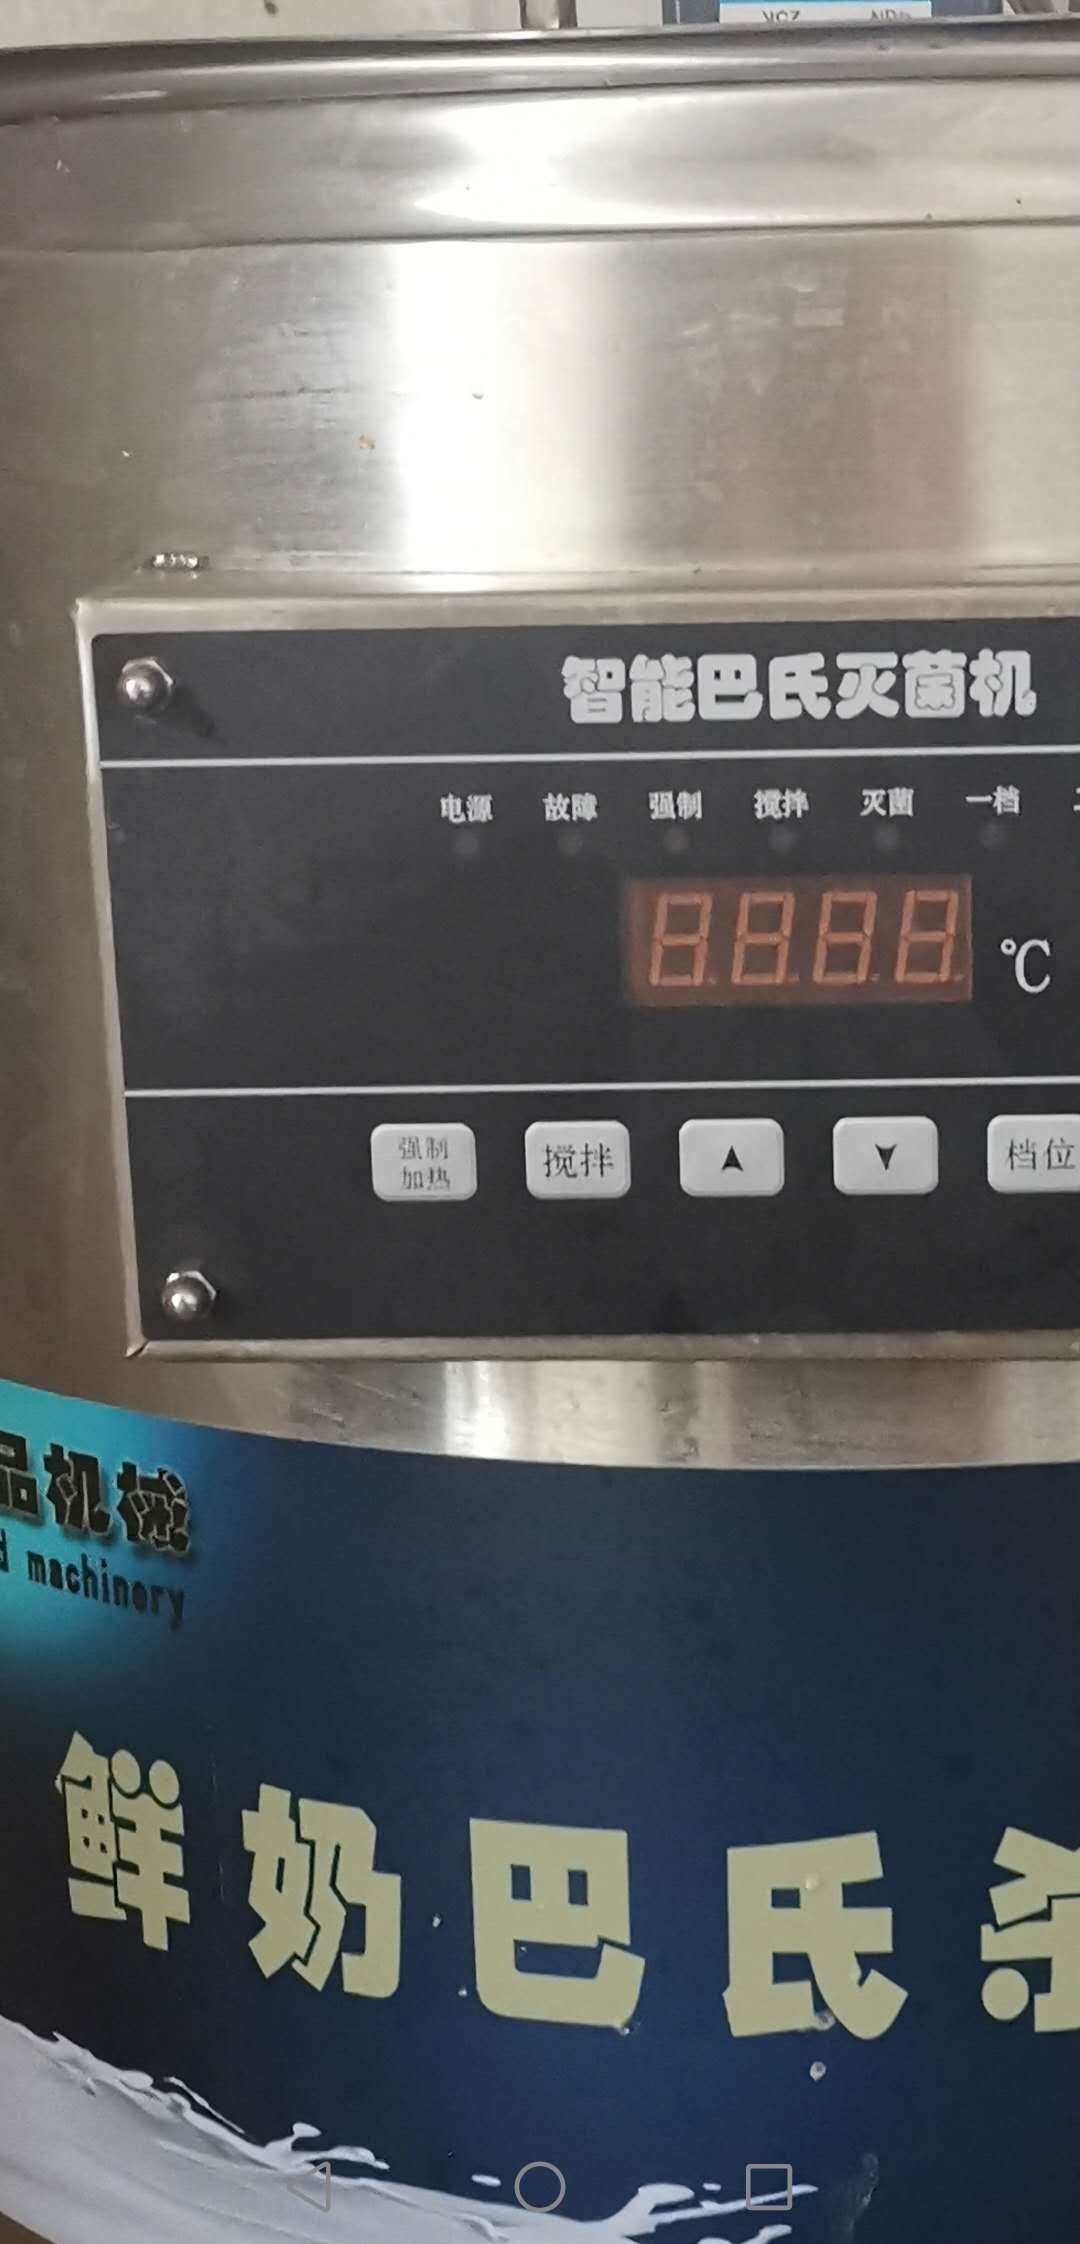 智能巴氏灭菌机
电源 故障 强制 搅拌 灭菌 一档
8.8.8.8. ℃
强制
加热
搅拌 ▲ ▼ 档位
品机械
d machinery
鲜奶巴氏杀